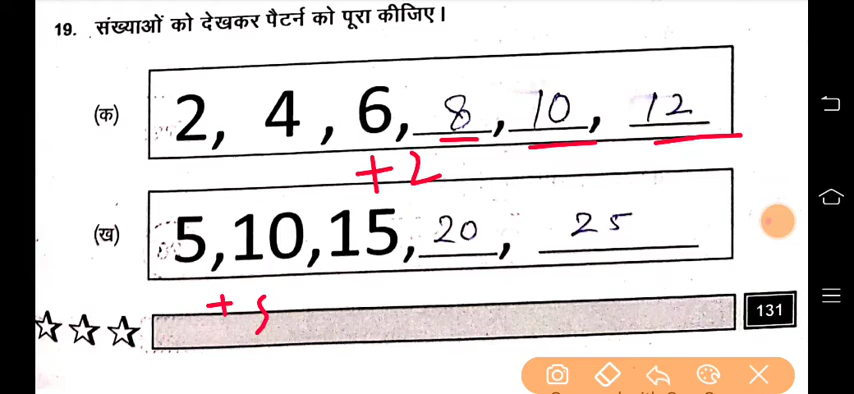 19. संख्याओं को देखकर पैटर्न को पूरा कीजिए।
(क) 2, 4, 6, 8, 10, 12
+2
(ख) 5,10,15, 20, 25
+5
131